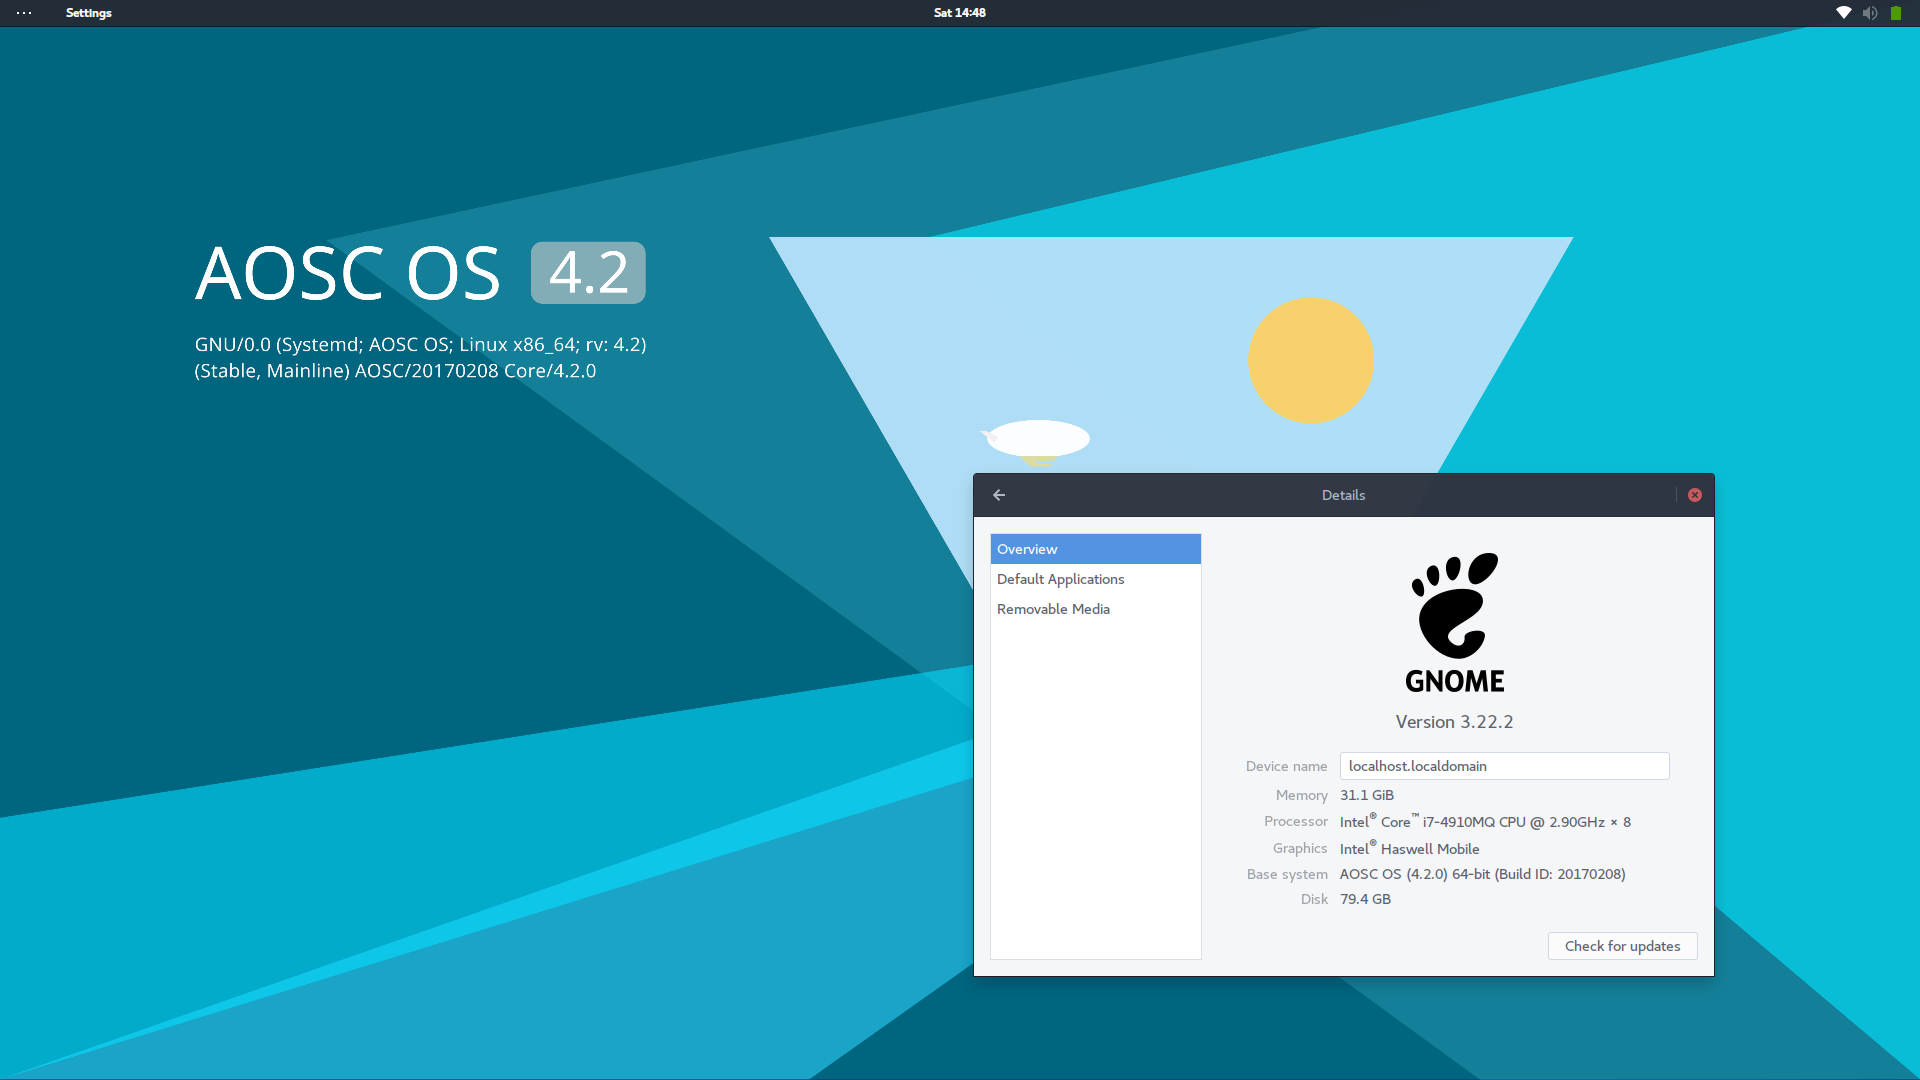 Settings
Sat 14:48
AOSC OS 4.2
GNU/0.0 (Systemd; AOSC OS; Linux x86_64; rv: 4.2)
(Stable, Mainline) AOSC/20170208 Core/4.2.0
Details
Overview
Default Applications
Removable Media
GNOME
Version 3.22.2
Device name localhost.localdomain
Memory 31.1 GiB
Processor Intel® Core™ i7-4910MQ CPU @ 2.90GHz × 8
Graphics Intel® Haswell Mobile
Base system AOSC OS (4.2.0) 64-bit (Build ID: 20170208)
Disk 79.4 GB
Check for updates